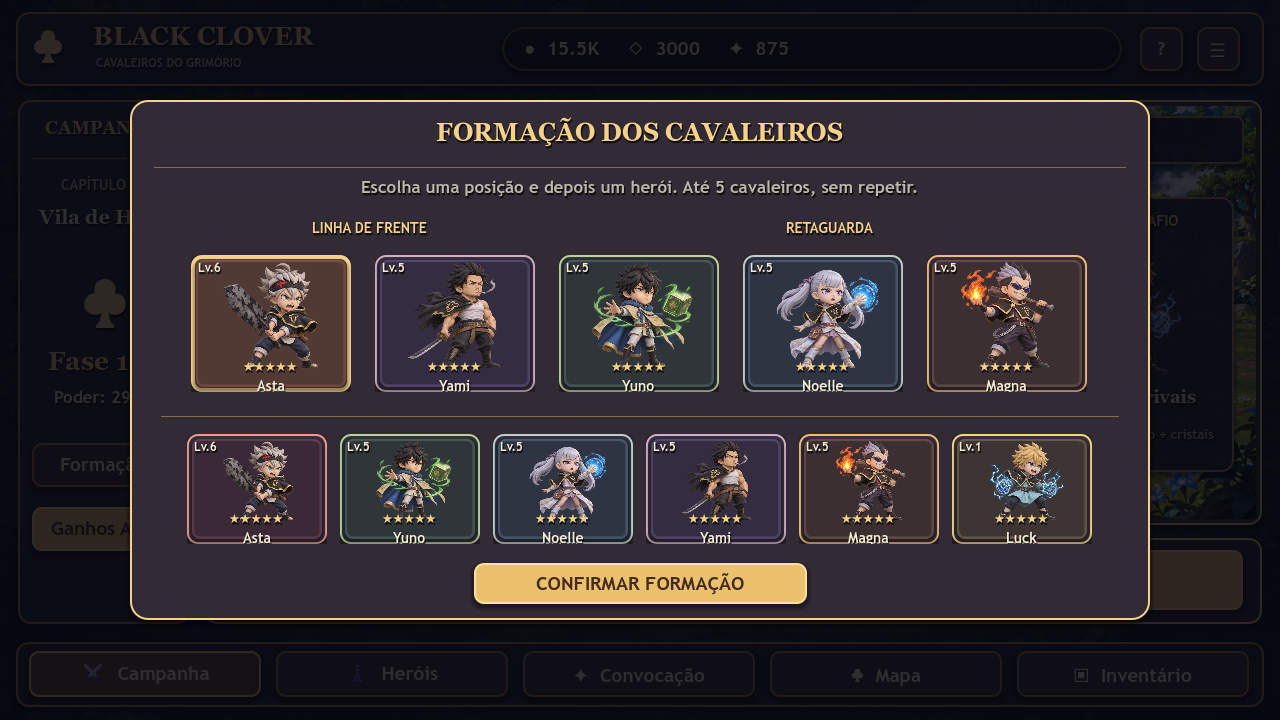 BLACK CLOVER
CAVALEIROS DO GRIMÓRIO
15.5K 3000 875 ?
CAMPAN
CAPÍTULO
Vila de H
Fase 1
Poder: 29
Formaçã
Ganhos A
FORMAÇÃO DOS CAVALEIROS
Escolha uma posição e depois um herói. Até 5 cavaleiros, sem repetir.
LINHA DE FRENTE RETAGUARDA
Lv.6 Lv.5 Lv.5 Lv.5 Lv.5
★★★★★ ★★★★★ ★★★★★ ★★★★★ ★★★★★
Asta Yami Yuno Noelle Magna
Lv.6 Lv.5 Lv.5 Lv.5 Lv.5 Lv.1
★★★★★ ★★★★★ ★★★★★ ★★★★★ ★★★★★ ★★★★★
Asta Yuno Noelle Yami Magna Luck
CONFIRMAR FORMAÇÃO
AFIO
rivais
o + cristais
Campanha Heróis Convocação Mapa Inventário